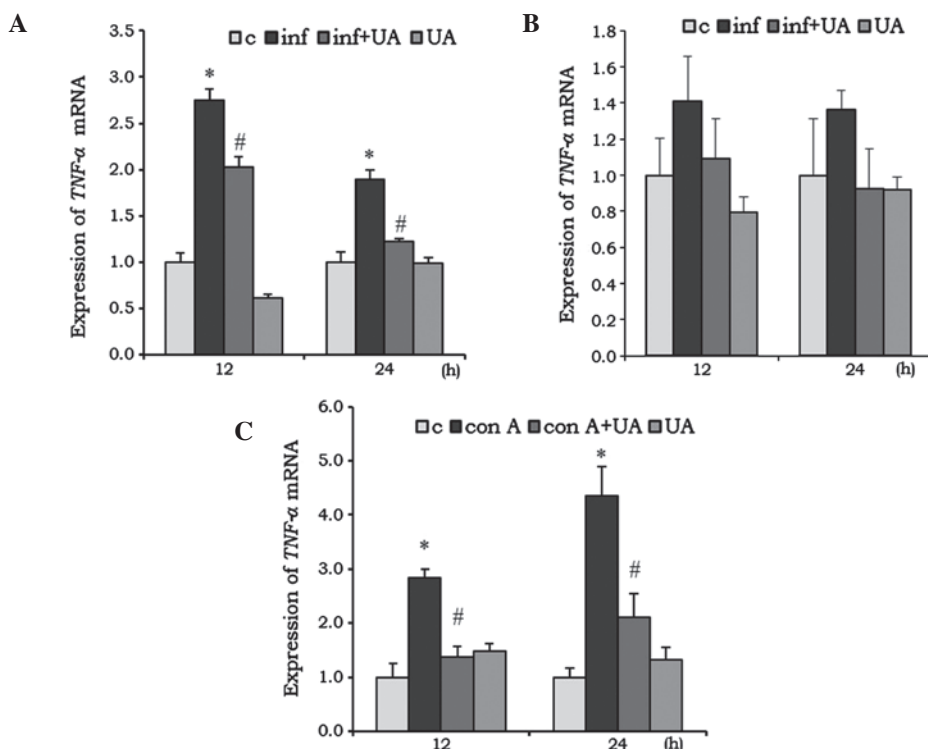 A
Expression of TNF-α mRNA
c inf inf+UA UA
3.5
3.0
2.5
2.0
1.5
1.0
0.5
0.0
*
#
*
#
12 24 (h)
B
Expression of TNF-α mRNA
c inf inf+UA UA
1.8
1.6
1.4
1.2
1.0
0.8
0.6
0.4
0.2
0.0
12 24 (h)
C
Expression of TNF-α mRNA
c con A con A+UA UA
6.0
5.0
4.0
3.0
2.0
1.0
0.0
*
#
*
#
12 24 (h)